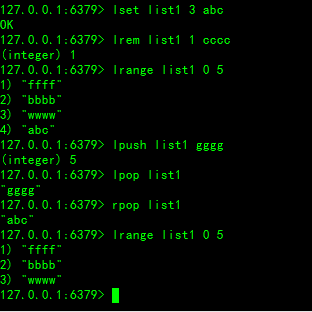 127.0.0.1:6379> lset list1 3 abc
OK
127.0.0.1:6379> lrem list1 1 cccc
(integer) 1
127.0.0.1:6379> lrange list1 0 5
1) "ffff"
2) "bbbb"
3) "wwww"
4) "abc"
127.0.0.1:6379> lpush list1 gggg
(integer) 5
127.0.0.1:6379> lpop list1
"gggg"
127.0.0.1:6379> rpop list1
"abc"
127.0.0.1:6379> lrange list1 0 5
1) "ffff"
2) "bbbb"
3) "wwww"
127.0.0.1:6379>